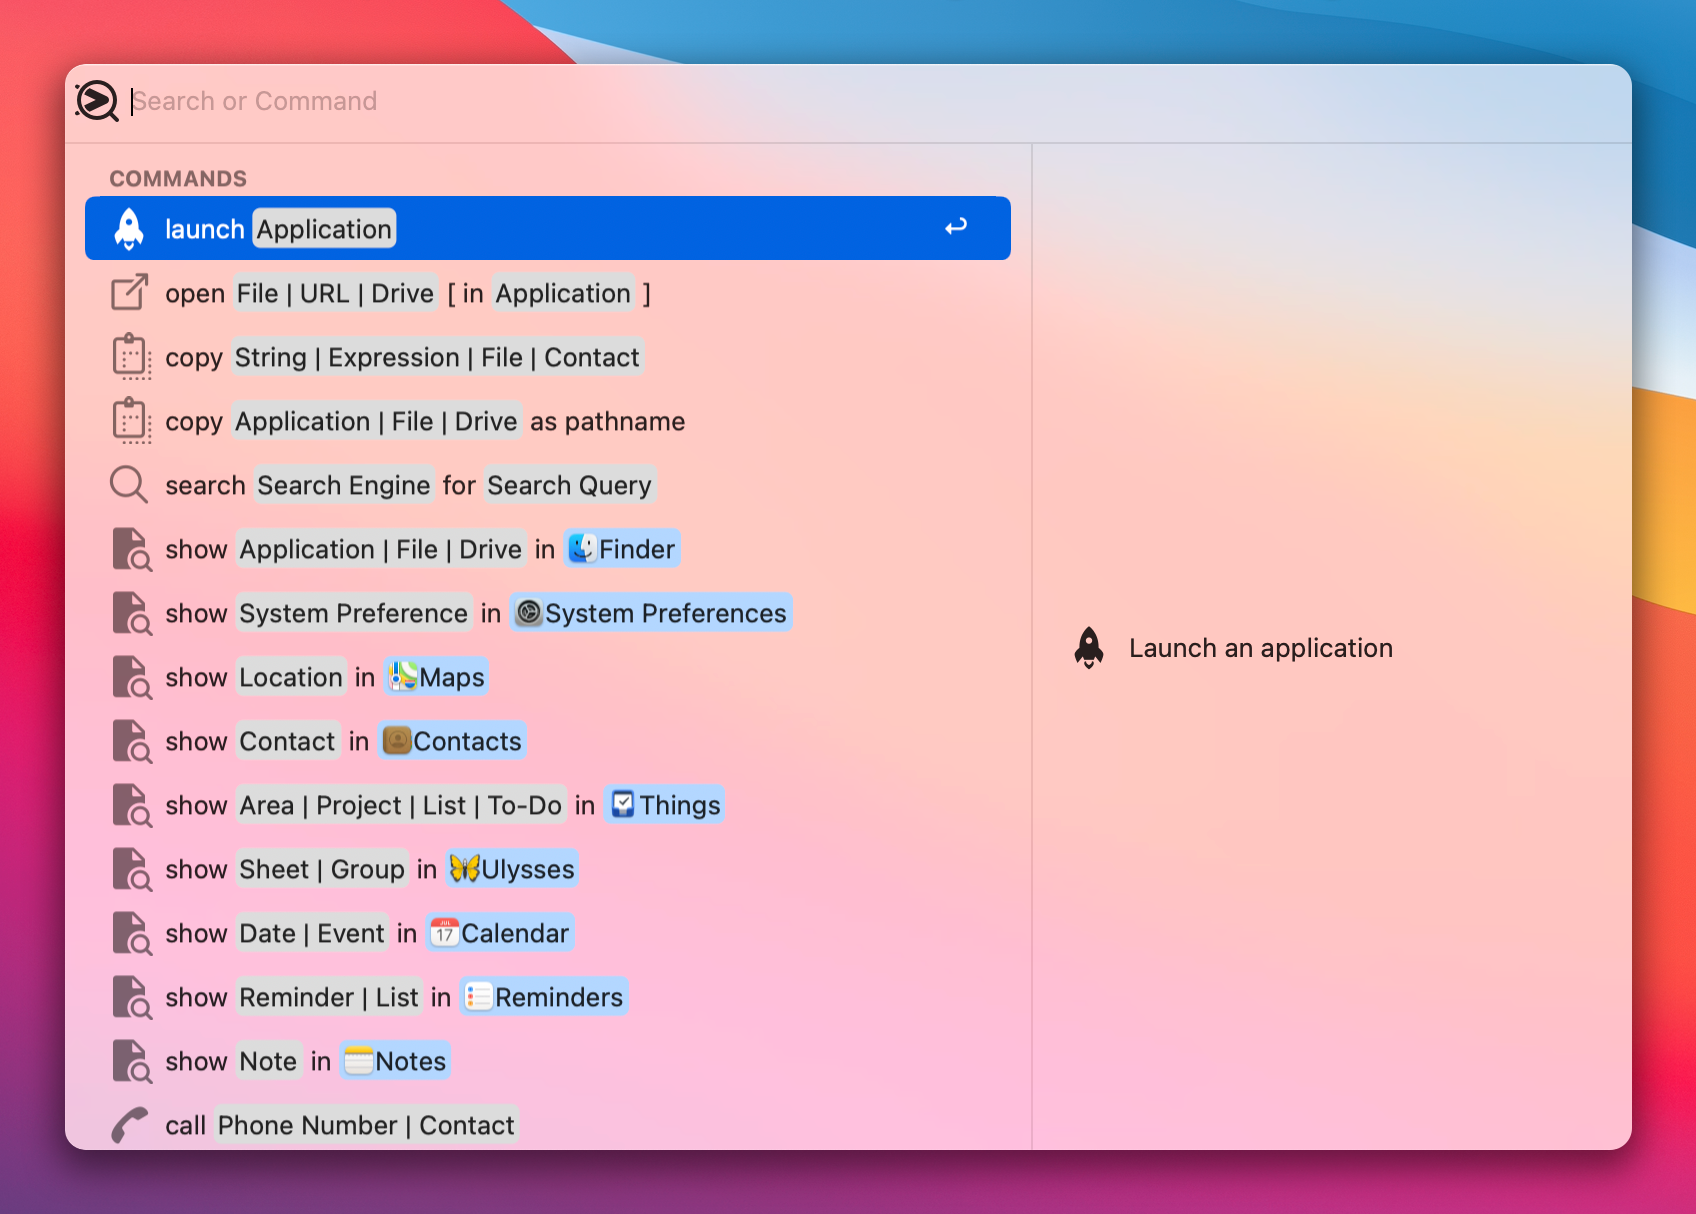 Search or Command
COMMANDS
launch Application
open File | URL | Drive [ in Application ]
copy String | Expression | File | Contact
copy Application | File | Drive as pathname
search Search Engine for Search Query
show Application | File | Drive in Finder
show System Preference in System Preferences
show Location in Maps
Launch an application
show Contact in Contacts
show Area | Project | List | To-Do in Things
show Sheet | Group in Ulysses
show Date | Event in JUL 17 Calendar
show Reminder | List in Reminders
show Note in Notes
call Phone Number | Contact